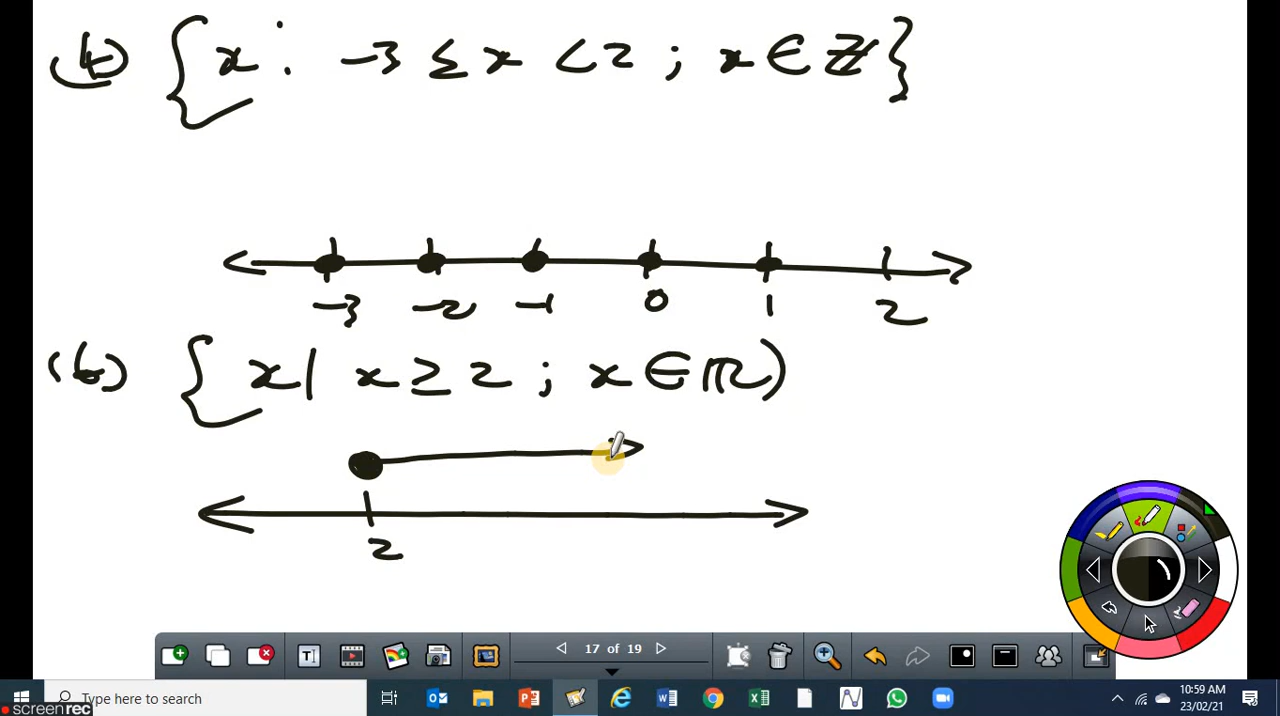 {x : -3 ≤ x < 2 ; x ∈ ℤ}
-3 -2 -1 0 1 2
(b) {x | x ≥ 2 ; x ∈ ℝ)
2
17 of 19
Type here to search
10:59 AM
23/02/21
screenrec